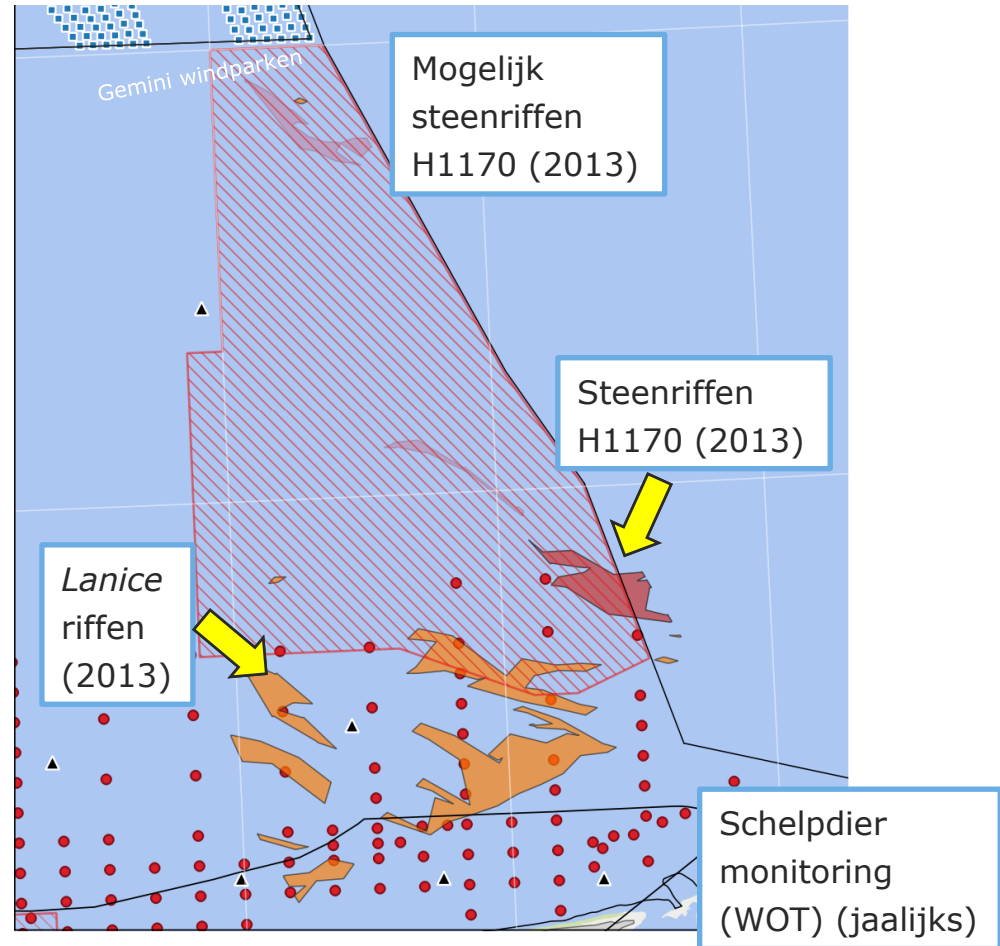 Gemini windparken
Mogelijk
steenriffen
H1170 (2013)
Steenriffen
H1170 (2013)
Lanice
riffen
(2013)
Schelpdier
monitoring
(WOT) (jaalijks)